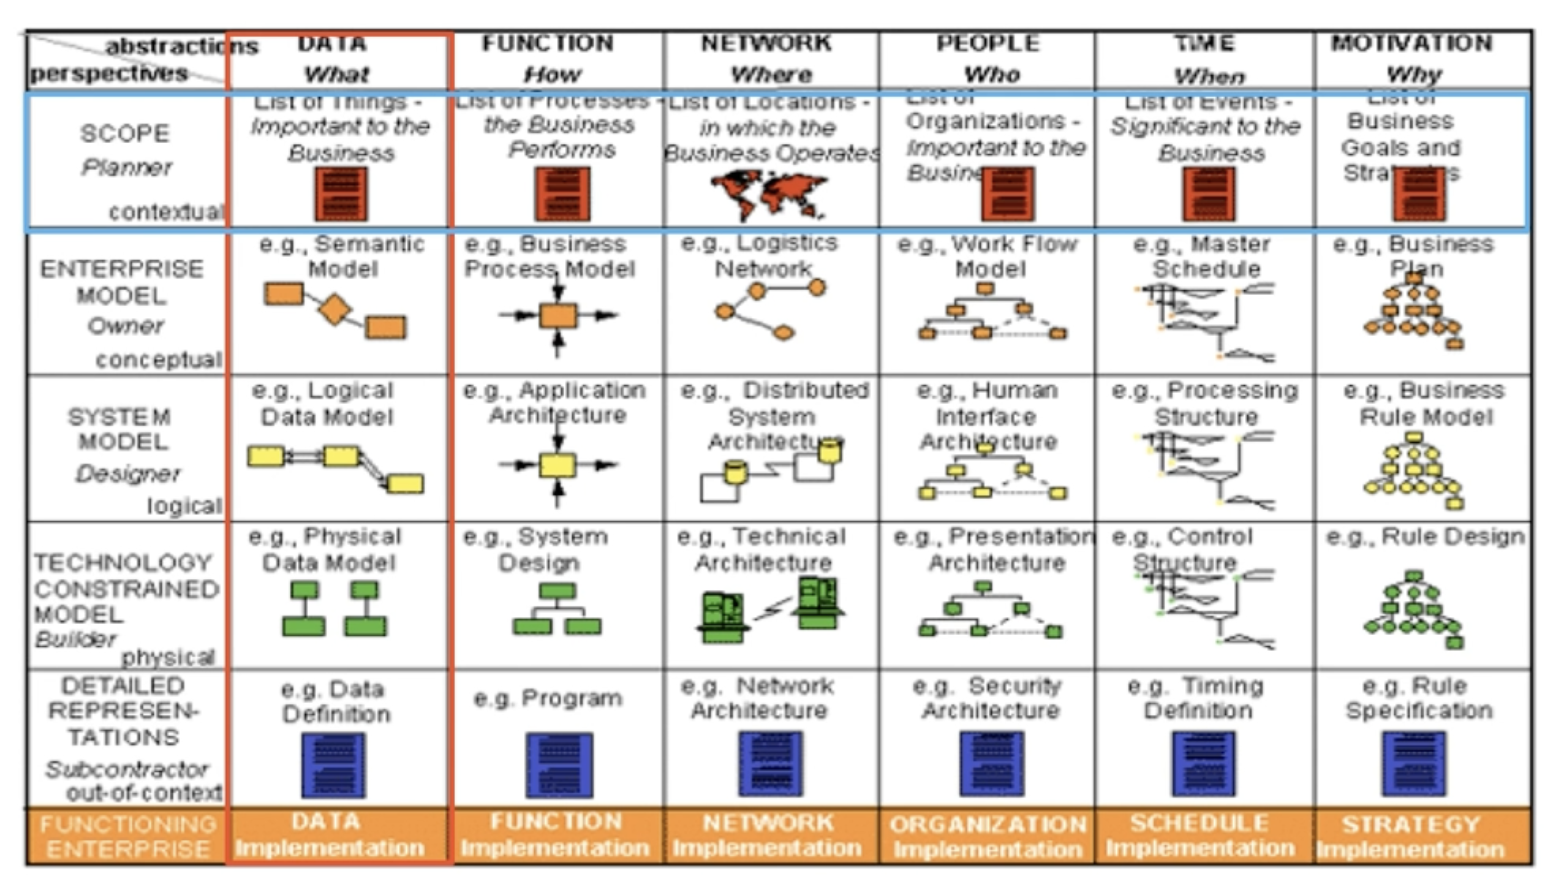 abstractions
perspectives
DATA
What
FUNCTION
How
NETWORK
Where
PEOPLE
Who
TIME
When
MOTIVATION
Why
SCOPE
Planner
contextual
List of Things -
Important to the
Business
List of Processes -
the Business
Performs
List of Locations -
in which the
Business Operates
List of
Organizations -
Important to the
List of Events -
Significant to the
Business
List of
Business
Goals and
ENTERPRISE
MODEL
Owner
conceptual
e.g., Semantic
Model
e.g., Business
Process Model
e.g., Logistics
Network
e.g., Work Flow
Model
e.g., Master
Schedule
e.g., Business
Plan
SYSTEM
MODEL
Designer
logical
e.g., Logical
Data Model
e.g., Application
Architecture
e.g., Distributed
System
Architecture
e.g., Human
Interface
Architecture
e.g., Processing
Structure
e.g., Business
Rule Model
TECHNOLOGY
CONSTRAINED
MODEL
Builder
physical
e.g., Physical
Data Model
e.g., System
Design
e.g., Technical
Architecture
e.g., Presentation
Architecture
e.g., Control
Structure
e.g., Rule Design
DETAILED
REPRESEN-
TATIONS
Subcontractor
out-of-context
e.g. Data
Definition
e.g. Program
e.g. Network
Architecture
e.g. Security
Architecture
e.g. Timing
Definition
e.g. Rule
Specification
FUNCTIONING
ENTERPRISE
DATA
Implementation
FUNCTION
Implementation
NETWORK
Implementation
ORGANIZATION
Implementation
SCHEDULE
Implementation
STRATEGY
Implementation